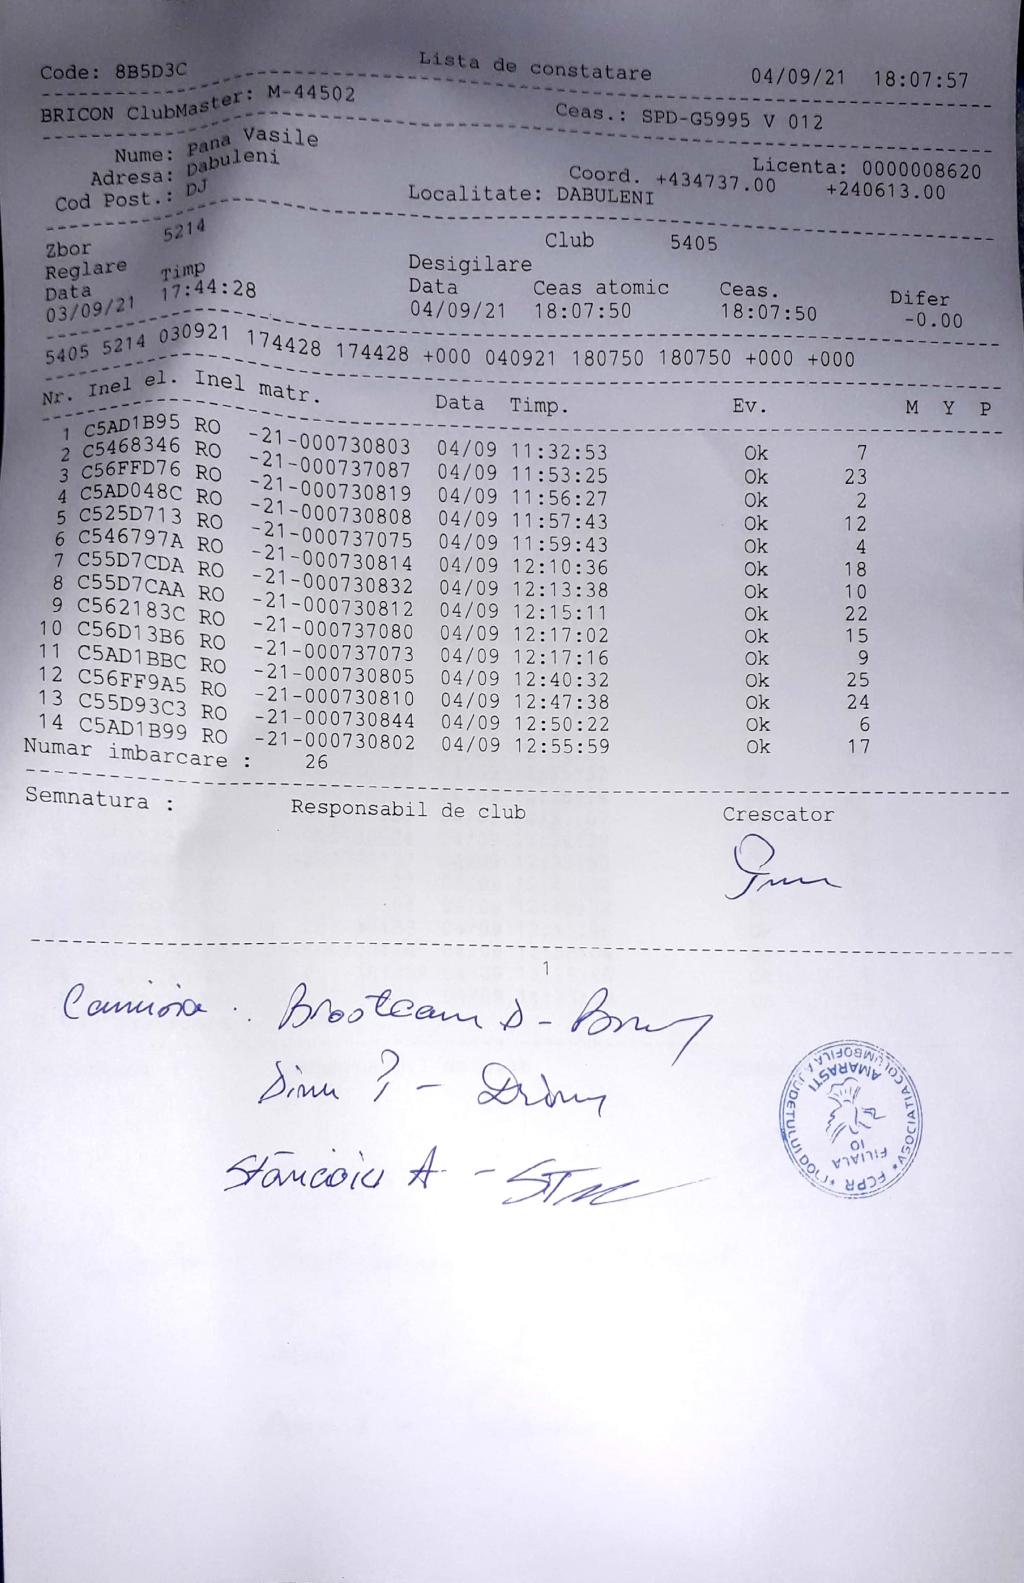 Code: 8B5D3C Lista de constatare 04/09/21 18:07:57
BRICON ClubMaster: M-44502 Ceas.: SPD-G5995 V 012
Nume: pana Vasile Licenta: 0000008620
Adresa: Dabuleni Coord. +434737.00 +240613.00
Cod Post.: DJ Localitate: DABULENI
Zbor 5214 Club 5405
Reglare Desigilare
Data Timp Data Ceas atomic Ceas. Difer
03/09/21 17:44:28 04/09/21 18:07:50 18:07:50 -0.00
5405 5214 030921 174428 174428 +000 040921 180750 180750 +000 +000
Nr. Inel el. Inel matr. Data Timp. Ev. M Y P
1 C5AD1B95 RO -21-000730803 04/09 11:32:53 Ok 7
2 C5468346 RO -21-000737087 04/09 11:53:25 Ok 23
3 C56FFD76 RO -21-000730819 04/09 11:56:27 Ok 2
4 C5AD048C RO -21-000730808 04/09 11:57:43 Ok 12
5 C525D713 RO -21-000737075 04/09 11:59:43 Ok 4
6 C546797A RO -21-000730814 04/09 12:10:36 Ok 18
7 C55D7CDA RO -21-000730832 04/09 12:13:38 Ok 10
8 C55D7CAA RO -21-000730812 04/09 12:15:11 Ok 22
9 C562183C RO -21-000737080 04/09 12:17:02 Ok 15
10 C56D13B6 RO -21-000737073 04/09 12:17:16 Ok 9
11 C5AD1BBC RO -21-000730805 04/09 12:40:32 Ok 25
12 C56FF9A5 RO -21-000730810 04/09 12:47:38 Ok 24
13 C55D93C3 RO -21-000730844 04/09 12:50:22 Ok 6
14 C5AD1B99 RO -21-000730802 04/09 12:55:59 Ok 17
Numar imbarcare : 26
Semnatura : Responsabil de club Crescator
1
Comisia :
Dinu
Stăncoiu A -
FCPR * ASOCIATIA COLUMBOFILA A JUDETULUI DOLJ *
FILIALA
10
AMARASTI